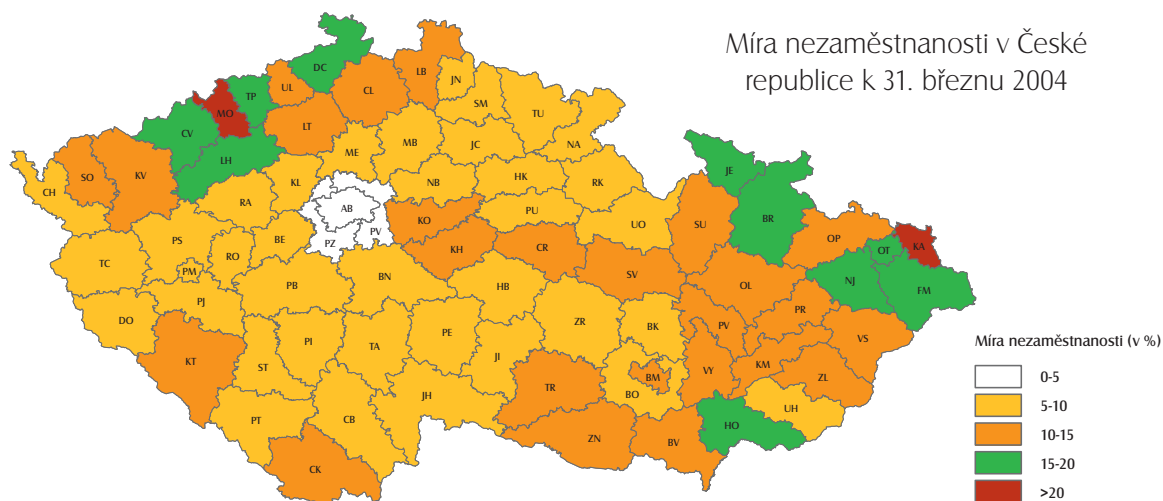 Míra nezaměstnanosti v České
republice k 31. březnu 2004
DC
LB
JN
TP
UL
CL
SM
MO
TU
CV
LT
ME
MB
JC
NA
LH
SO
KV
CH
KL
NB
HK
RK
JE
RA
AB
KO
PU
BR
PS
BE
PZ
PV
UO
SU
OP
KA
RO
KH
CR
OT
TC
PM
BN
SV
OL
NJ
FM
PB
HB
PJ
PR
DO
ZR
BK
PV
VS
PI
TA
PE
JI
KT
ST
VY
KM
ZL
TR
BM
BO
JH
UH
PT
CB
HO
ZN
BV
CK
Míra nezaměstnanosti (v %)
0-5
5-10
10-15
15-20
>20